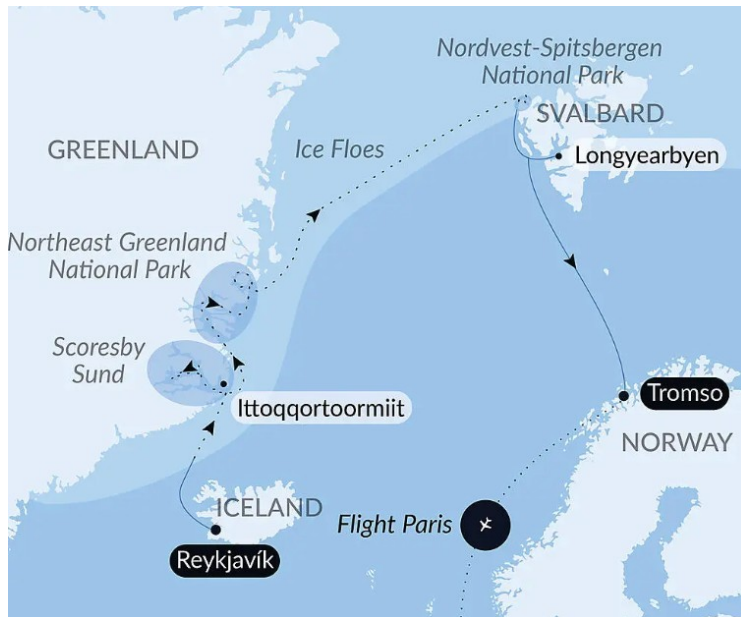 Nordvest-Spitsbergen
National Park
SVALBARD
GREENLAND
Ice Floes
Longyearbyen
Northeast Greenland
National Park
Scoresby
Sund
Ittoqqortoormiit
Tromso
NORWAY
ICELAND
Flight Paris
Reykjavík